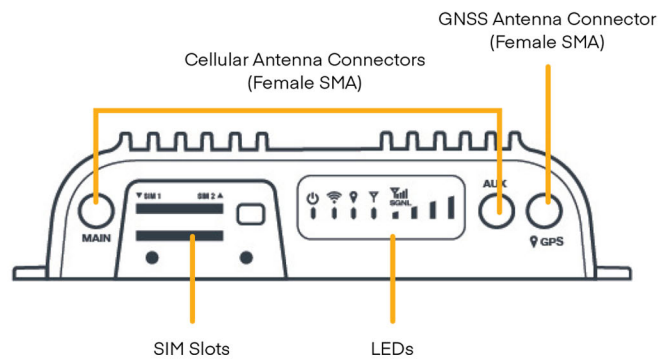 GNSS Antenna Connector
(Female SMA)
Cellular Antenna Connectors
(Female SMA)
▼ SIM 1 SIM 2 ▲
SGNL
AUX
MAIN
GPS
SIM Slots
LEDs